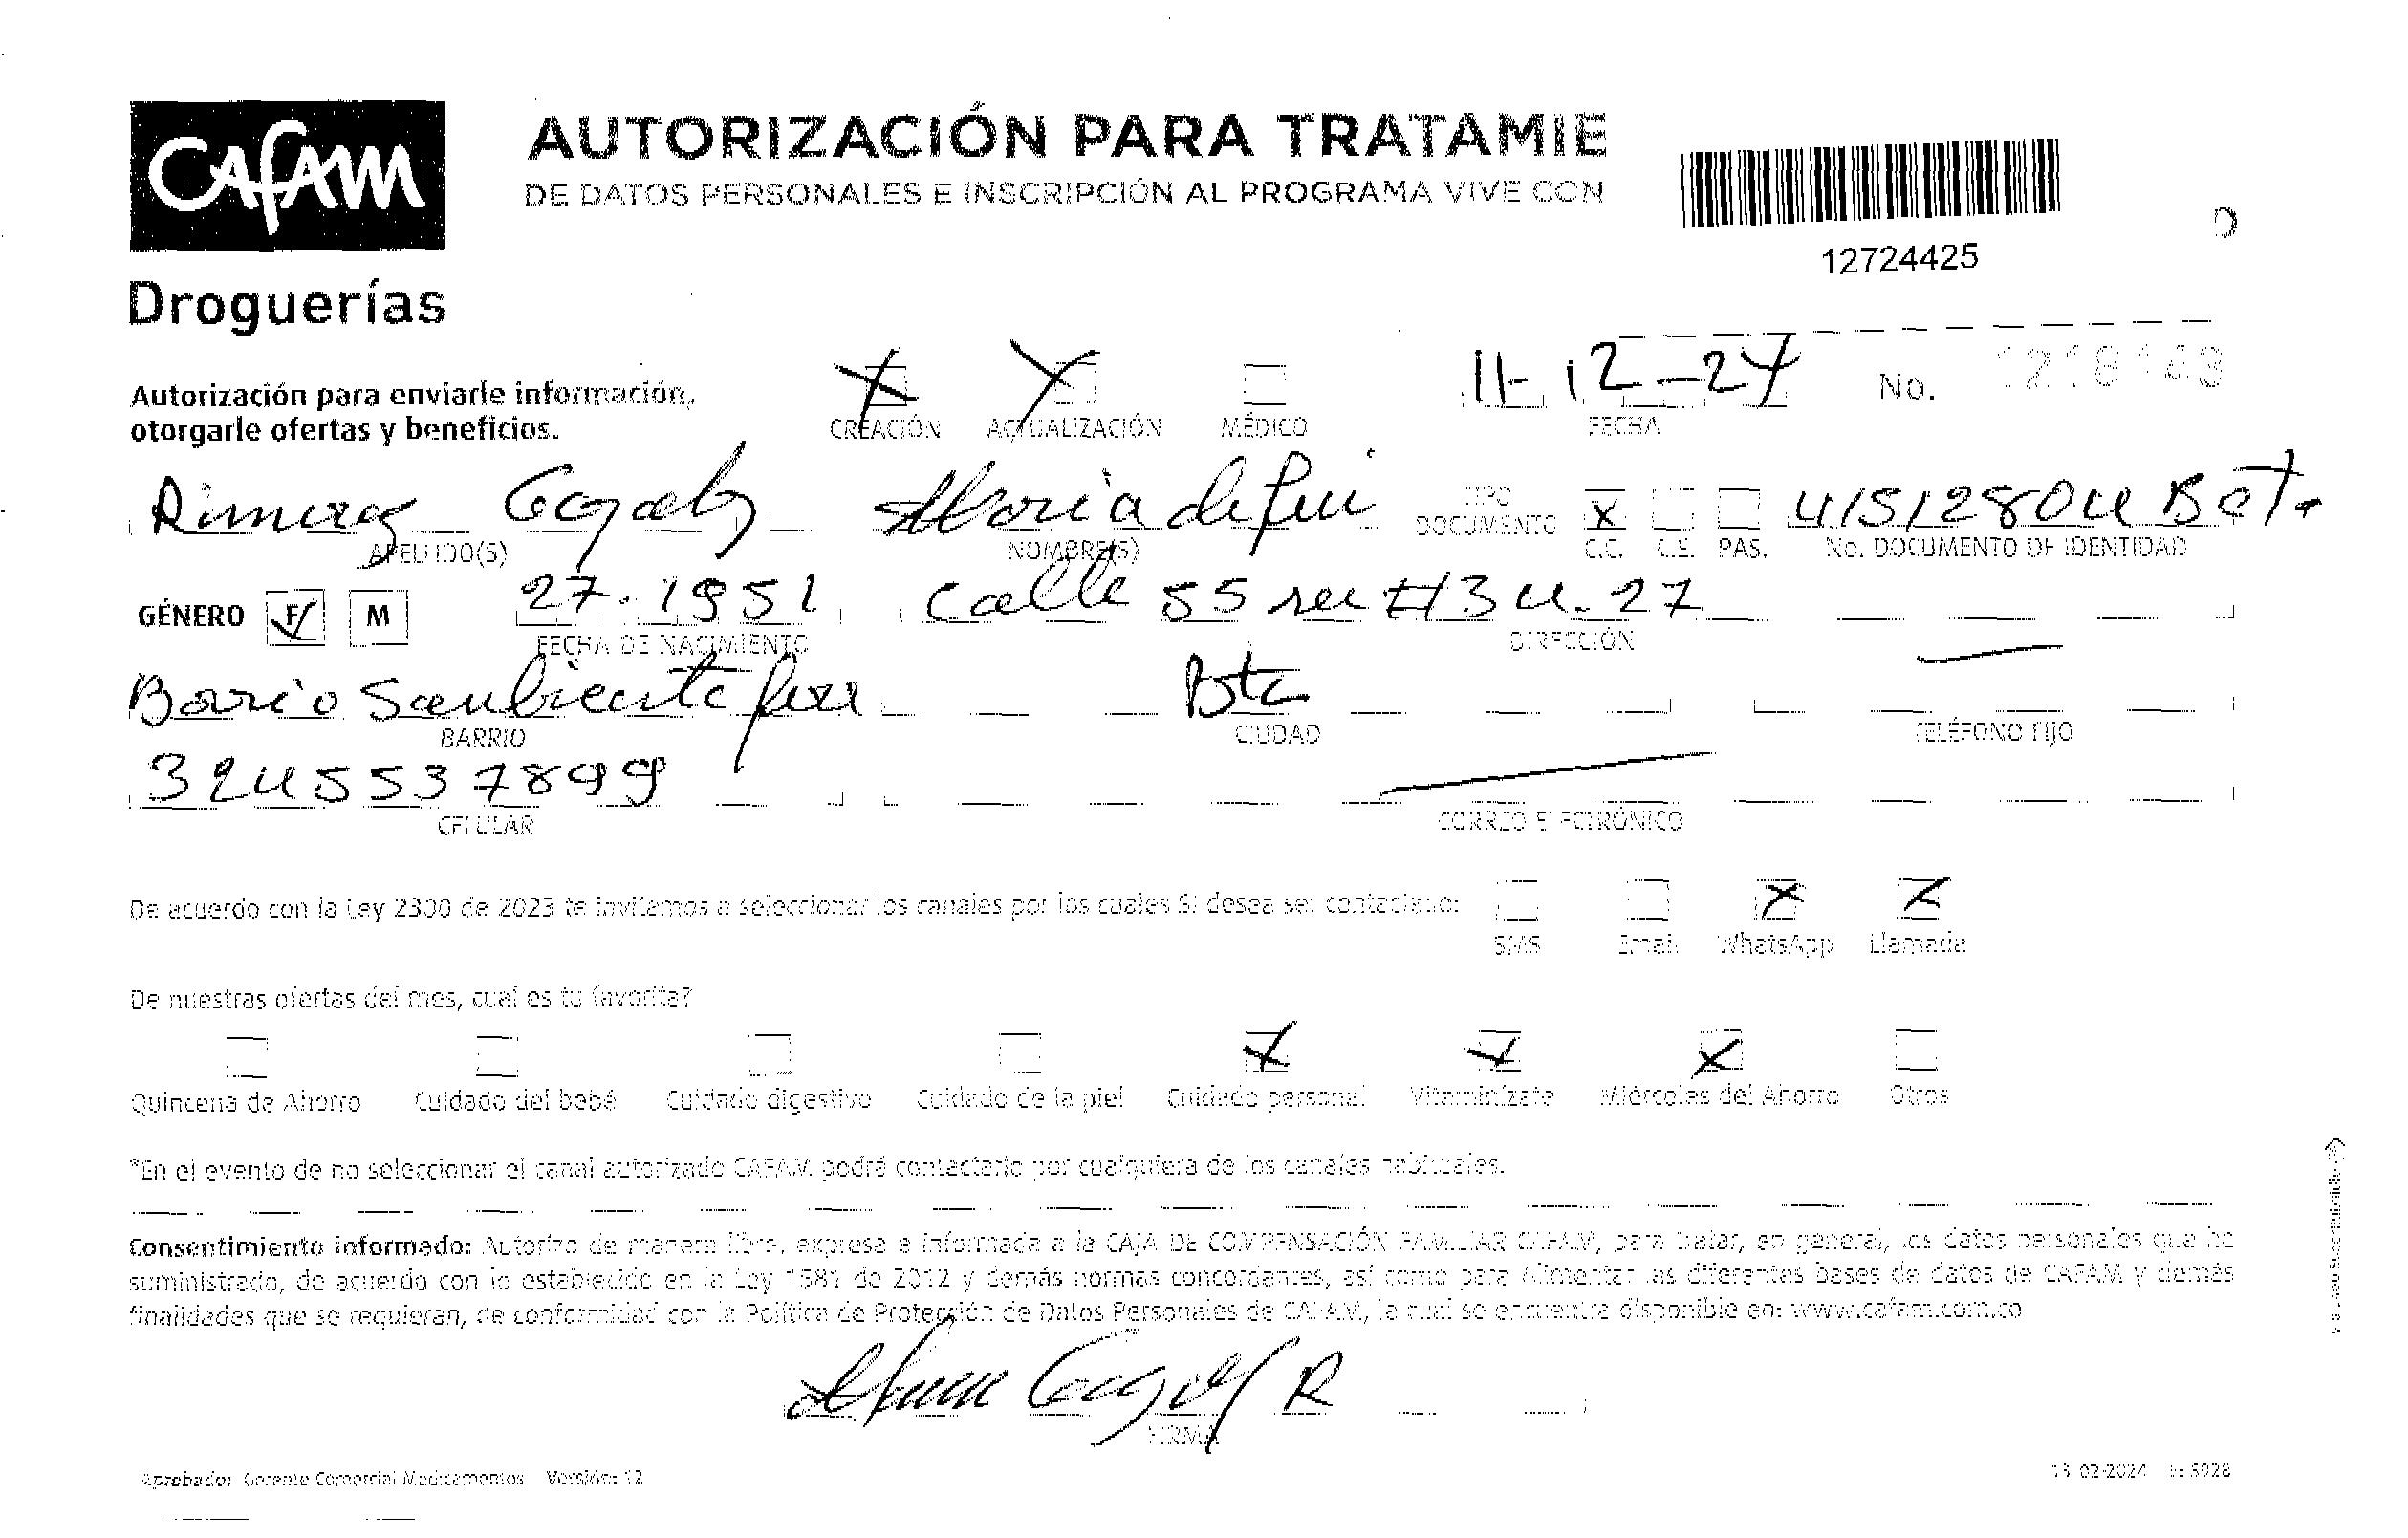 CAFAM
Droguerías
AUTORIZACIÓN PARA TRATAMIE
DE DATOS PERSONALES E INSCRIPCIÓN AL PROGRAMA VIVE CON
12724425
Autorización para enviarle información,
otorgarle ofertas y beneficios.
CREACIÓN ACTUALIZACIÓN MÉDICO
11-12-24
FECHA
No. 1218143
Maria
APELLIDO(S) NOMBRE(S)
TIPO
DOCUMENTO
C.C. C.E. PAS.
No. DOCUMENTO DE IDENTIDAD
GÉNERO F M
27.1951 Calle 55
FECHA DE NACIMIENTO DIRECCIÓN
Barrio
BARRIO CIUDAD TELÉFONO FIJO
3245537899
CELULAR CORREO ELECTRÓNICO
De acuerdo con la Ley 2300 de 2023 te invitamos a seleccionar los canales por los cuales SI desea ser contactado:
SMS Email WhatsApp Llamada
De nuestras ofertas del mes, cual es tu favorita?
Quincena de Ahorro Cuidado del bebé Cuidado digestivo Cuidado de la piel Cuidado personal Vitamínízate Miércoles del Ahorro Otros
*En el evento de no seleccionar el canal autorizado CAFAM podrá contactarlo por cualquiera de los canales habituales.
Consentimiento informado: Autorizo de manera libre, expresa e informada a la CAJA DE COMPENSACIÓN FAMILIAR CAFAM, para tratar, en general, los datos personales que he
suministrado, de acuerdo con lo establecido en la Ley 1581 de 2012 y demás normas concordantes, así como para alimentar las diferentes bases de datos de CAFAM y demás
finalidades que se requieran, de conformidad con la Política de Protección de Datos Personales de CAFAM, la cual se encuentra disponible en: www.cafam.com.co
FIRMA
Aprobado: Gerente Comercial Medicamentos Versión: 12
13-02-2024